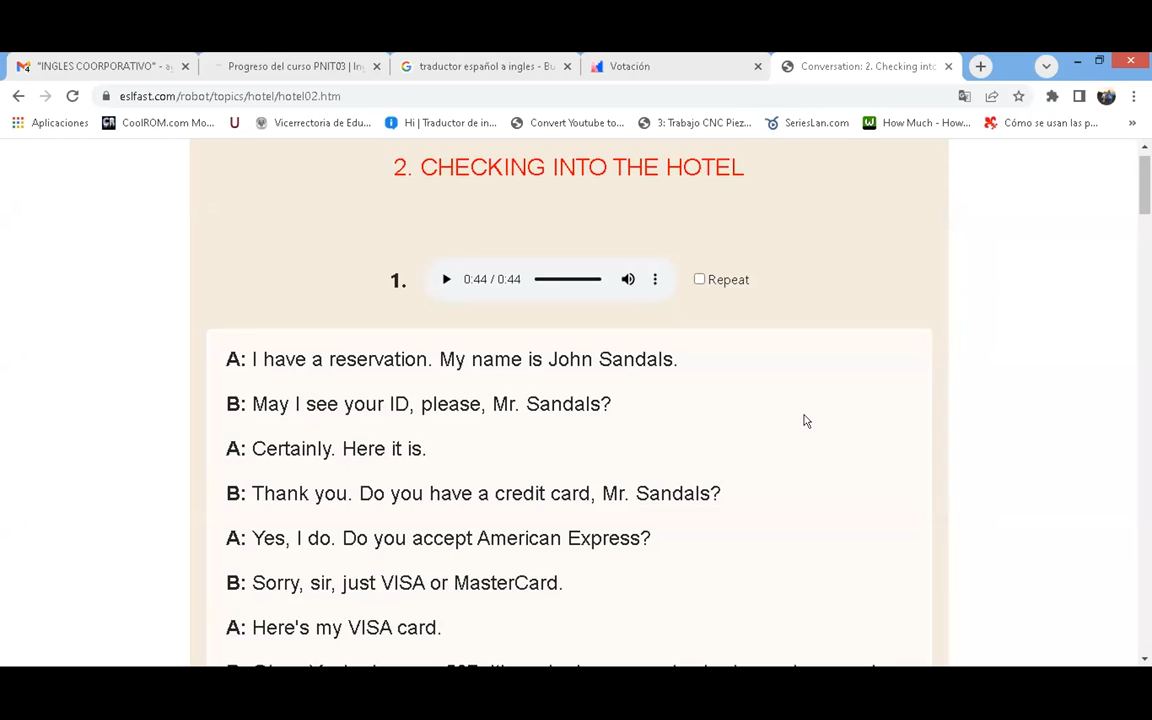 "INGLES COORPORATIVO" - a
Progreso del curso PNIT03 | In
traductor español a ingles - Bu
Votación
Conversation: 2. Checking into
eslfast.com/robot/topics/hotel/hotel02.htm
Aplicaciones
CoolROM.com Mo...
Vicerrectoria de Edu...
Hi | Traductor de in...
Convert Youtube to...
3: Trabajo CNC Piez...
SeriesLan.com
How Much - How...
Cómo se usan las p...
2. CHECKING INTO THE HOTEL
1. 0:44 / 0:44 Repeat
A: I have a reservation. My name is John Sandals.
B: May I see your ID, please, Mr. Sandals?
A: Certainly. Here it is.
B: Thank you. Do you have a credit card, Mr. Sandals?
A: Yes, I do. Do you accept American Express?
B: Sorry, sir, just VISA or MasterCard.
A: Here's my VISA card.